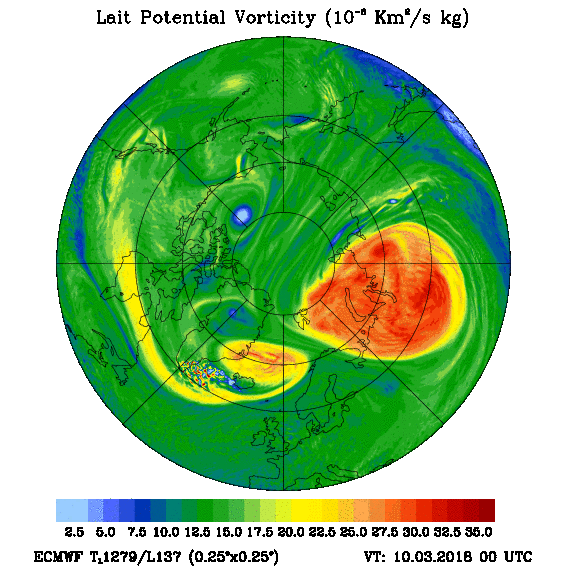 Lait Potential Vorticity (10⁻⁶ Km²/s kg)
2.5 5.0 7.5 10.0 12.5 15.0 17.5 20.0 22.5 25.0 27.5 30.0 32.5 35.0
ECMWF T_L1279/L137 (0.25°x0.25°) VT: 10.03.2018 00 UTC